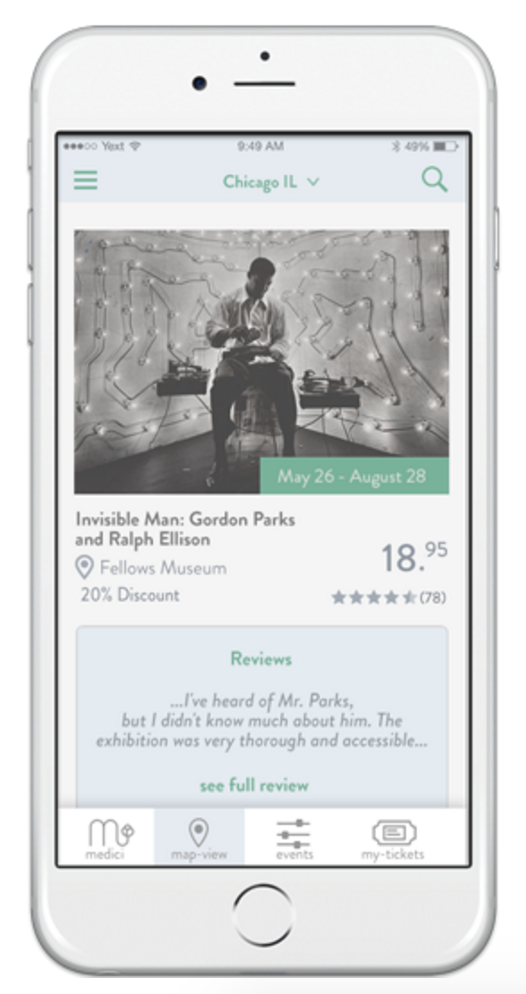 Yext 9:49 AM 49%
Chicago IL
May 26 - August 28
Invisible Man: Gordon Parks
and Ralph Ellison
18.95
Fellows Museum
20% Discount
(78)
Reviews
...I've heard of Mr. Parks,
but I didn't know much about him. The
exhibition was very thorough and accessible...
see full review
medici map-view events my-tickets